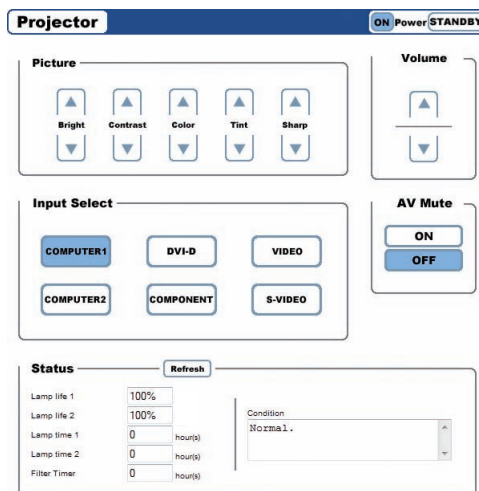 Projector ON Power STANDBY
Picture
Bright Contrast Color Tint Sharp
Volume
Input Select
COMPUTER1 DVI-D VIDEO
COMPUTER2 COMPONENT S-VIDEO
AV Mute
ON
OFF
Status Refresh
Lamp life 1 100%
Lamp life 2 100%
Lamp time 1 0 hour(s)
Lamp time 2 0 hour(s)
Filter Timer 0 hour(s)
Condition
Normal.